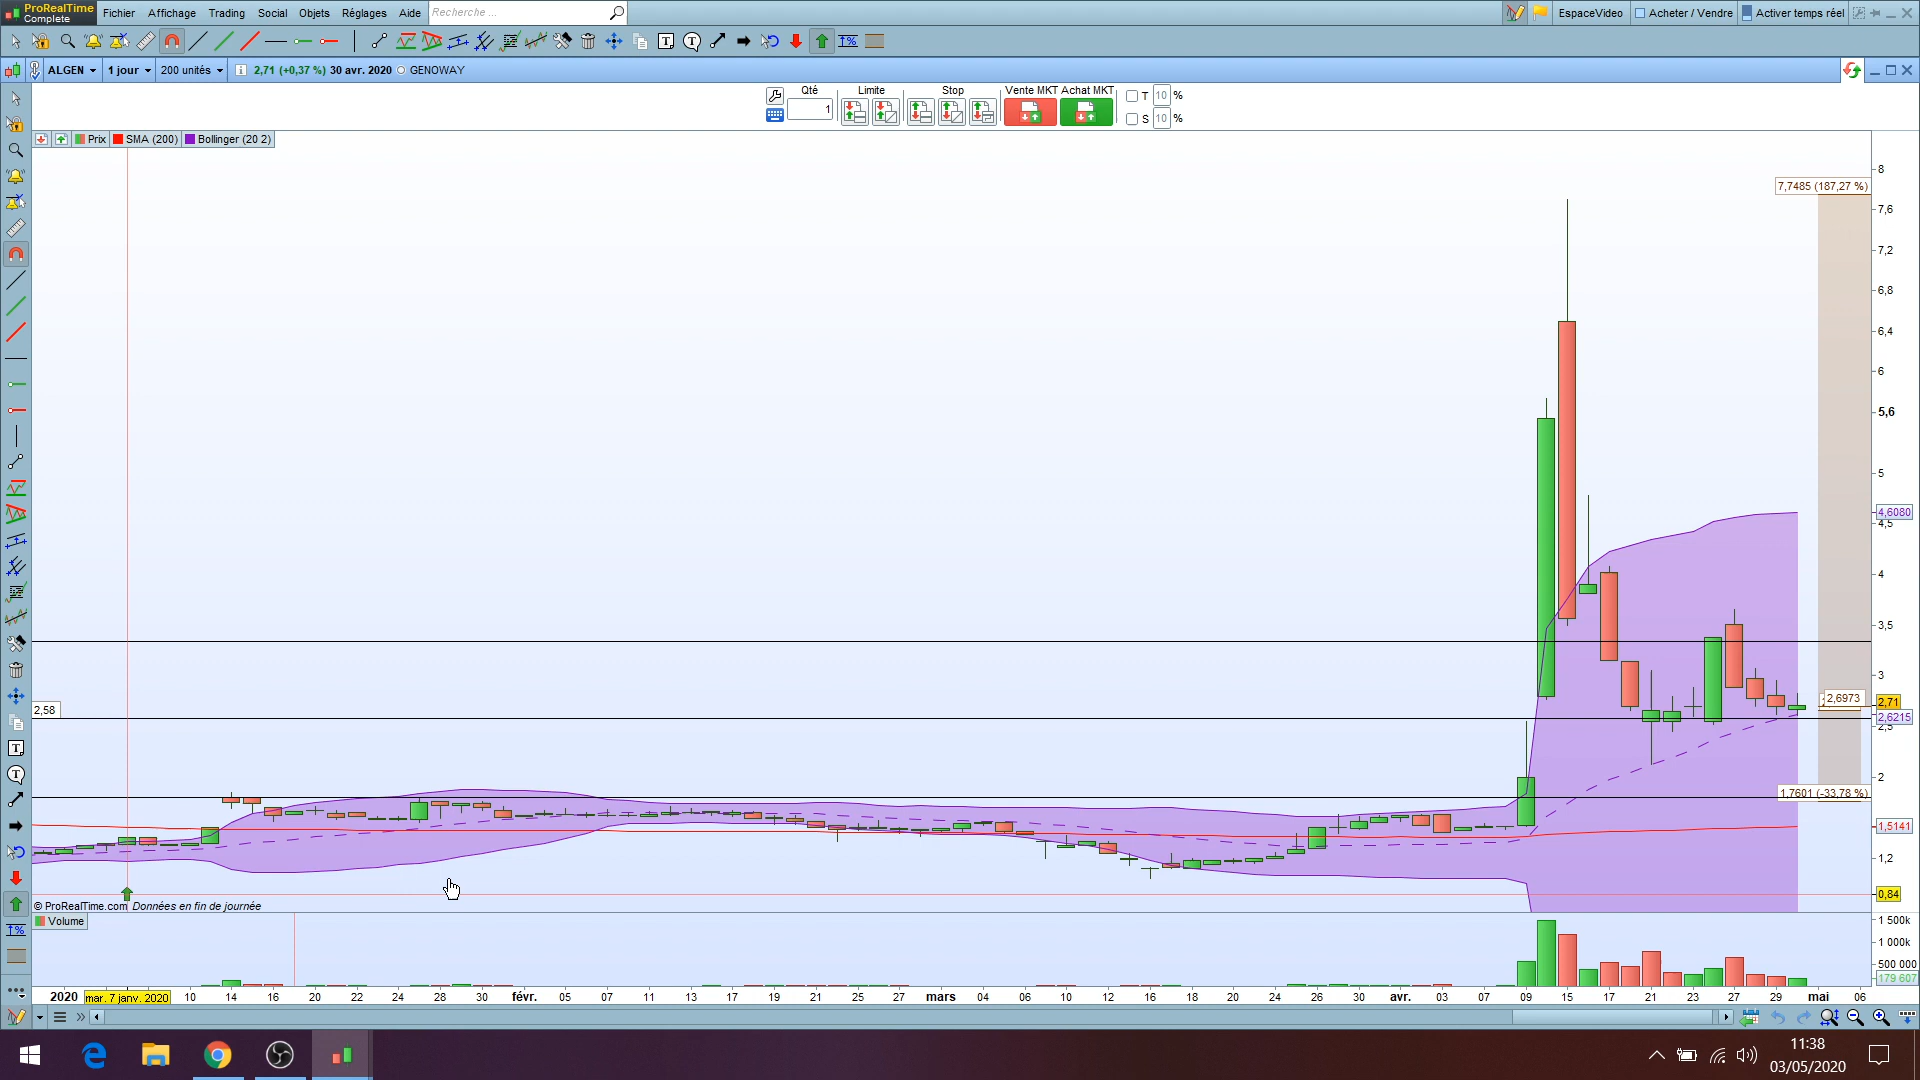 ProRealTime
Complete
Fichier Affichage Trading Social Objets Réglages Aide Recherche ... EspaceVideo Acheter / Vendre Activer temps réel
ALGEN 1 jour 200 unités 2,71 (+0,37 %) 30 avr. 2020 GENOWAY
Qté Limite Stop Vente MKT Achat MKT T 10 %
1 S 10 %
Prix SMA (200) Bollinger (20 2)
8
7,7485 (187,27 %)
7,6
7,2
6,8
6,4
6
5,6
5
4,6080
4,5
4
3,5
3
2,6973
2,71
2,58
2,6215
2,5
2
1,7601 (-33,78 %)
1,5141
1,2
0,84
© ProRealTime.com Données en fin de journée
Volume
1 500k
1 000k
500 000
179 607
2020 mar. 7 janv. 2020 10 14 16 20 22 24 28 30 févr. 05 07 11 13 17 19 21 25 27 mars 04 06 10 12 16 18 20 24 26 30 avr. 03 07 09 15 17 21 23 27 29 mai 06
11:38
03/05/2020